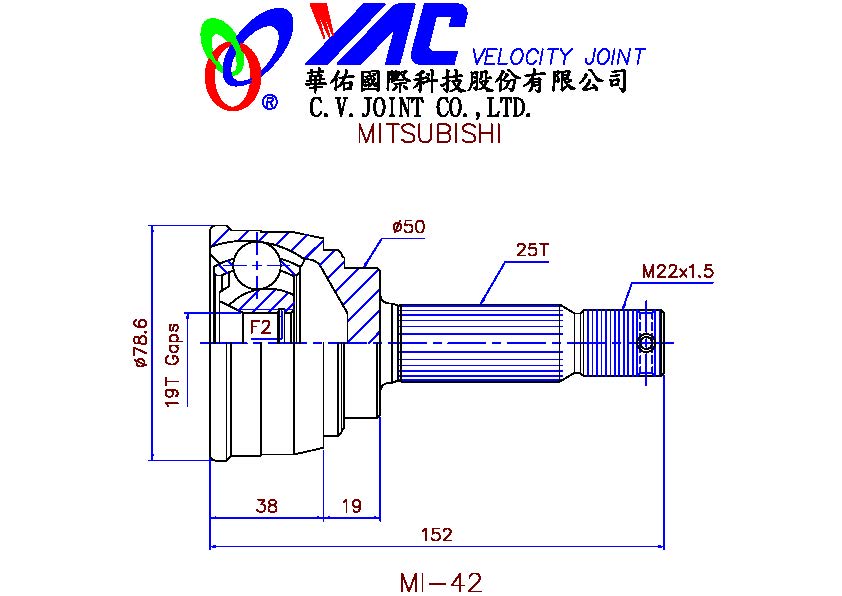 YAC VELOCITY JOINT
®
華佑國際科技股份有限公司
C.V.JOINT CO.,LTD.
MITSUBISHI
ø50
25T
M22x1.5
F2
ø78.6
19T Gaps
38
19
152
MI-42